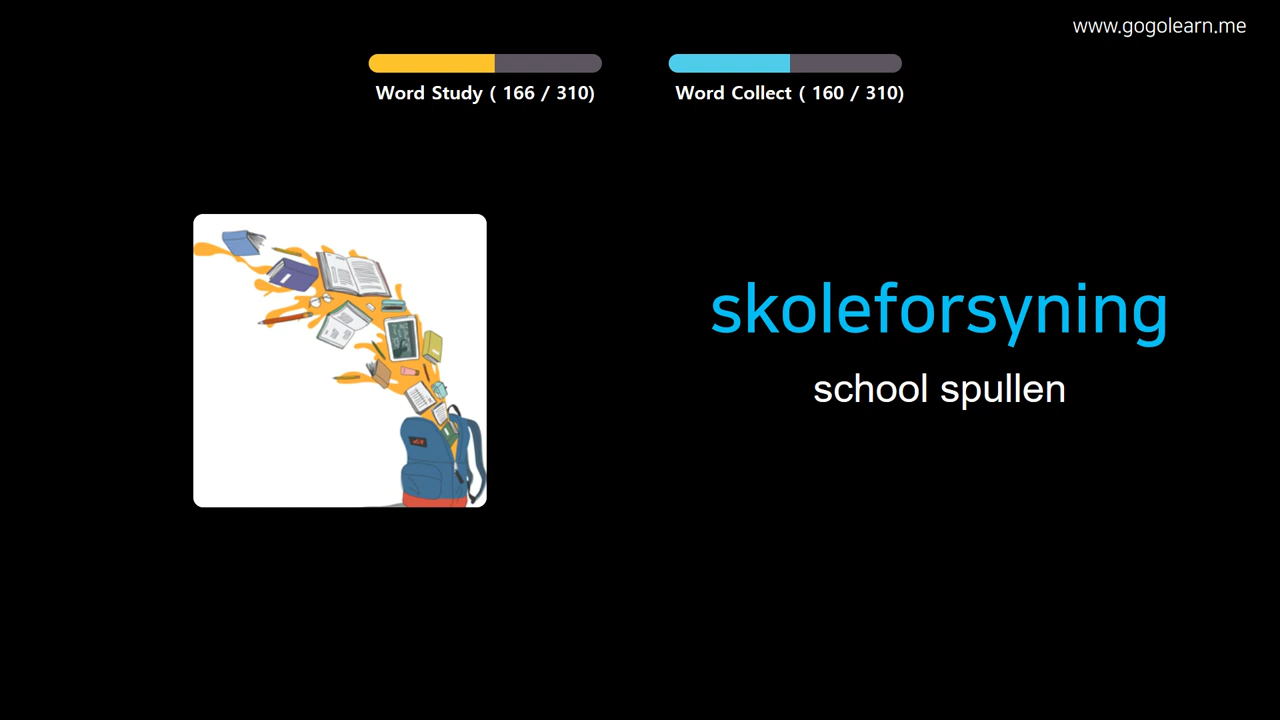 www.gogolearn.me
Word Study ( 166 / 310)
Word Collect ( 160 / 310)
skoleforsyning
school spullen